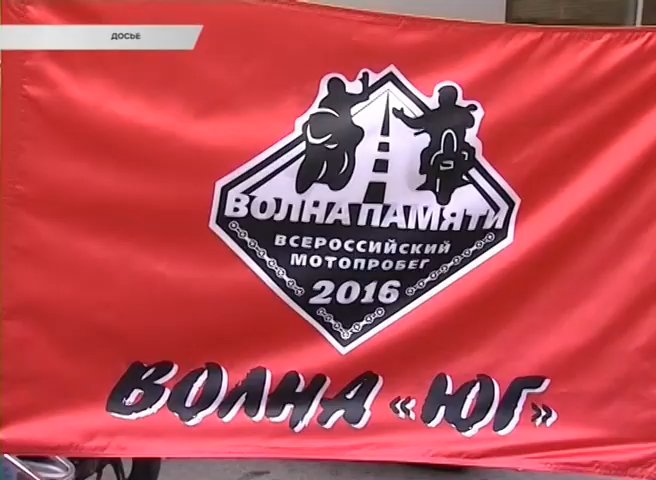 ДОСЬЕ
ВОЛНА ПАМЯТИ
ВСЕРОССИЙСКИЙ
МОТОПРОБЕГ
2016
ВОЛНА «ЮГ»